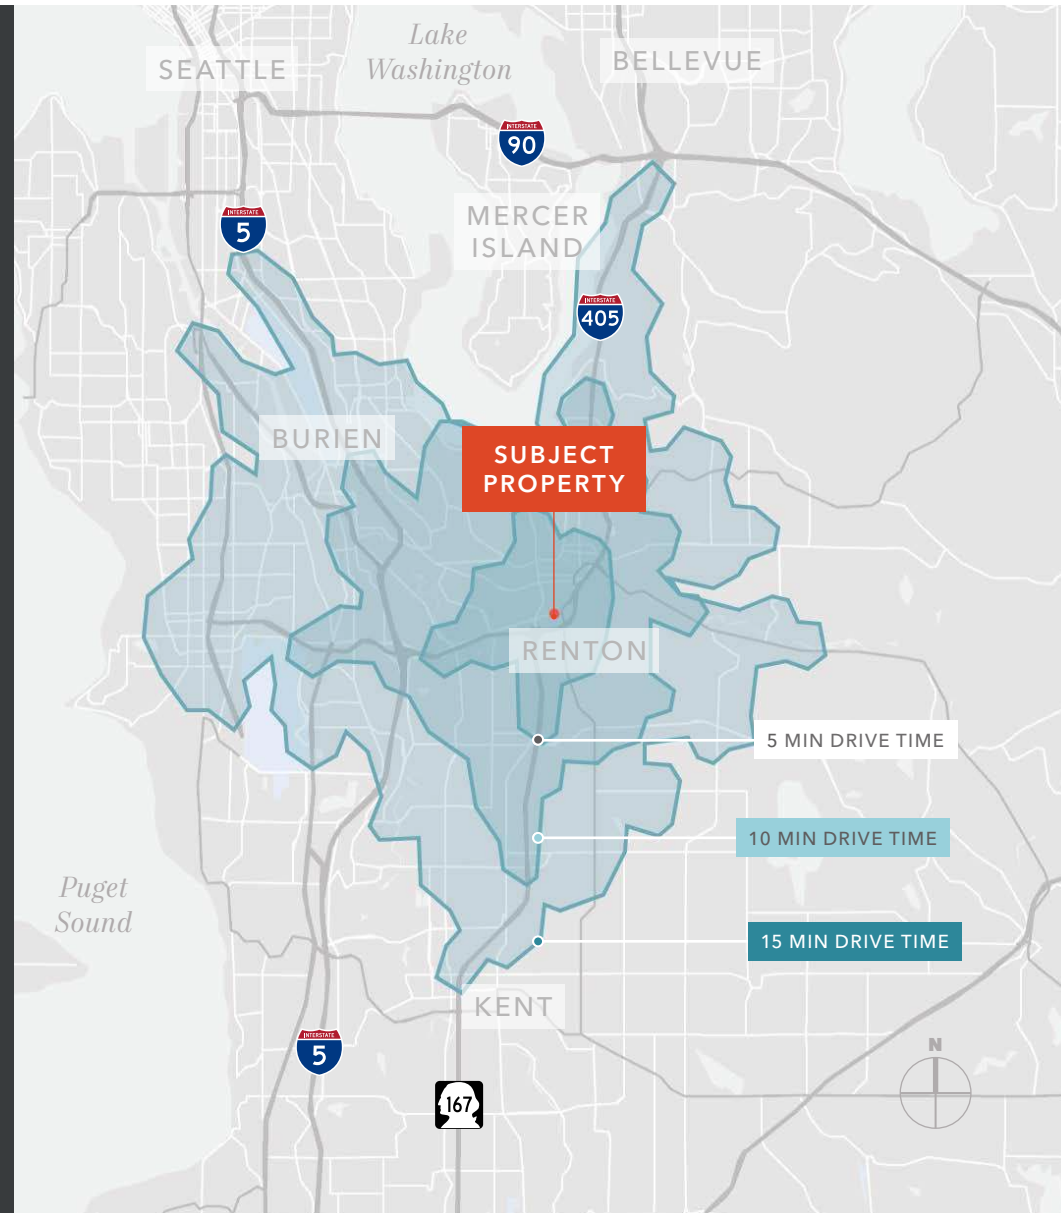 Lake
Washington
SEATTLE
BELLEVUE
INTERSTATE
90
MERCER
ISLAND
INTERSTATE
5
INTERSTATE
405
BURIEN
SUBJECT
PROPERTY
RENTON
5 MIN DRIVE TIME
10 MIN DRIVE TIME
Puget
Sound
15 MIN DRIVE TIME
KENT
INTERSTATE
5
N
167